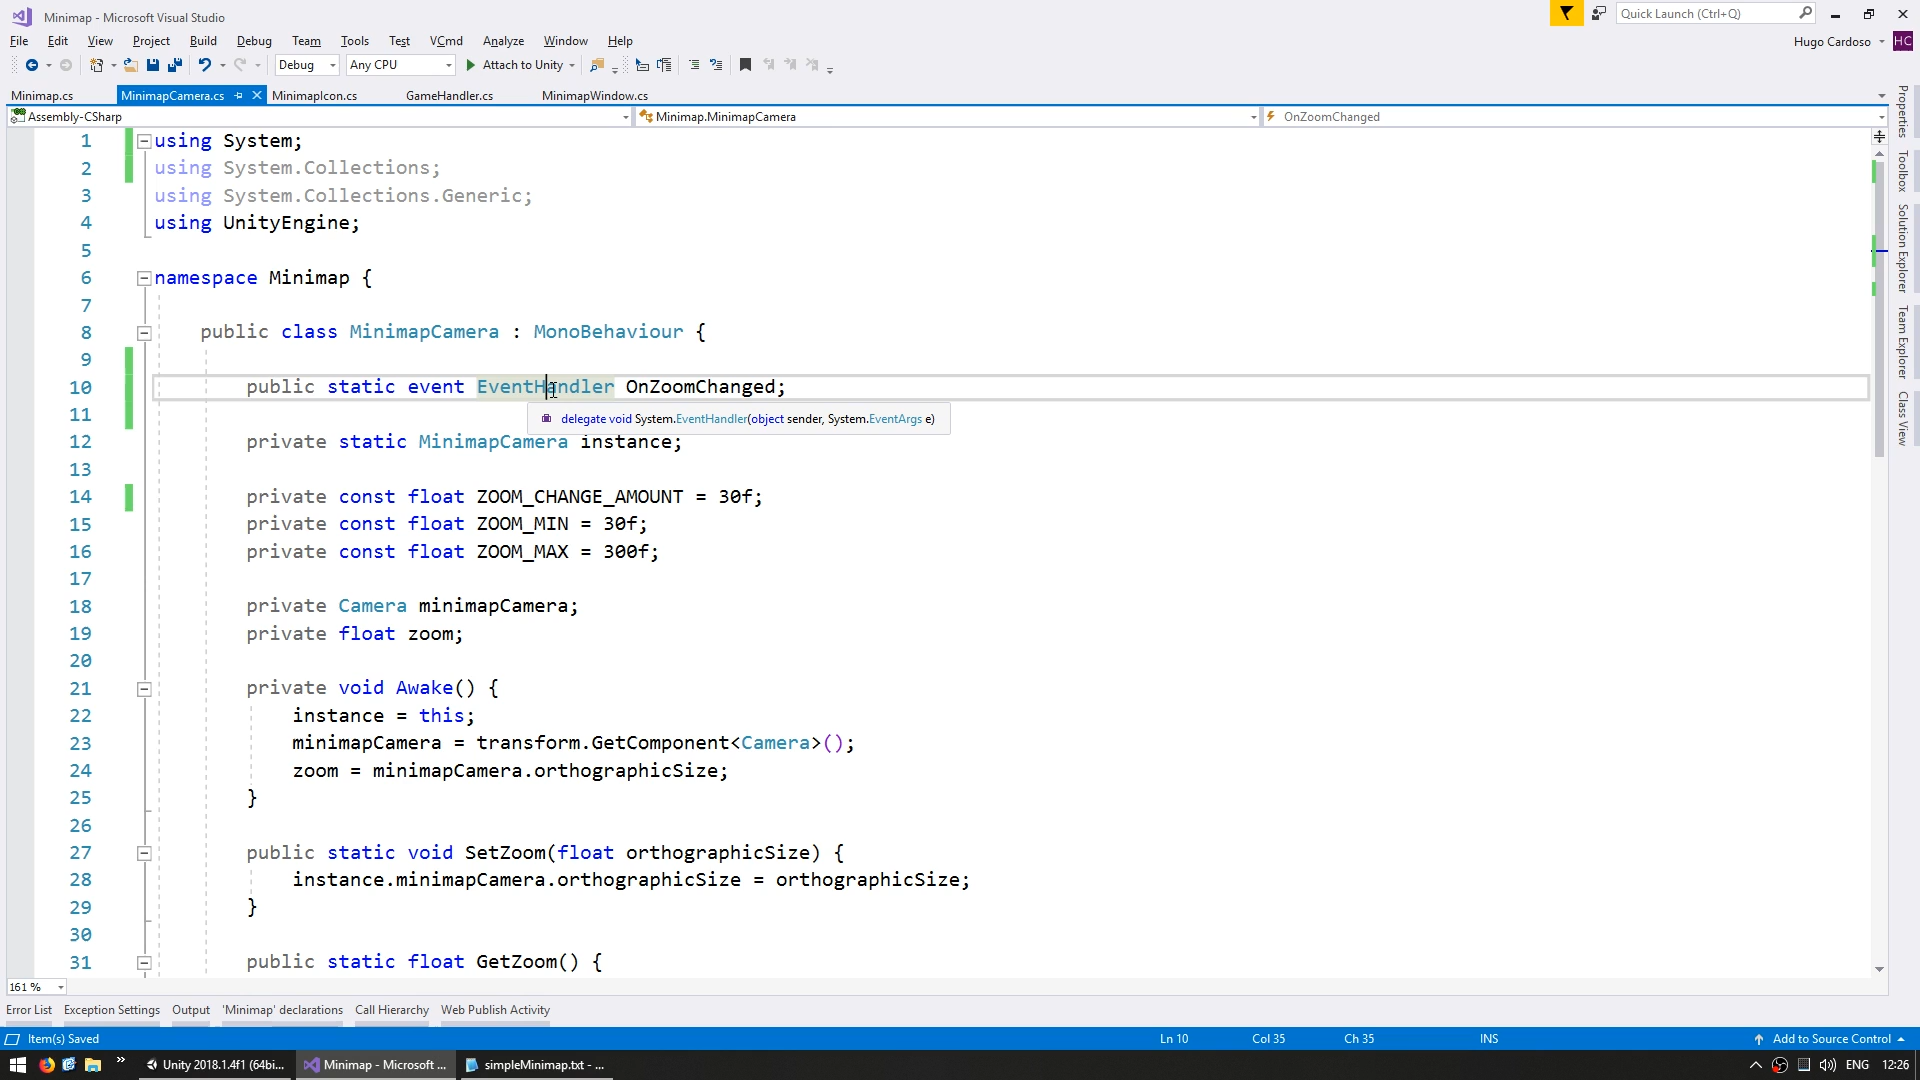 Minimap - Microsoft Visual Studio
Quick Launch (Ctrl+Q)
File Edit View Project Build Debug Team Tools Test VCmd Analyze Window Help
Hugo Cardoso HC
Debug Any CPU Attach to Unity
Minimap.cs MinimapCamera.cs MinimapIcon.cs GameHandler.cs MinimapWindow.cs
Assembly-CSharp Minimap.MinimapCamera OnZoomChanged
1 using System;
2 using System.Collections;
3 using System.Collections.Generic;
4 using UnityEngine;
5
6 namespace Minimap {
7
8 public class MinimapCamera : MonoBehaviour {
9
10 public static event EventHandler OnZoomChanged;
delegate void System.EventHandler(object sender, System.EventArgs e)
11
12 private static MinimapCamera instance;
13
14 private const float ZOOM_CHANGE_AMOUNT = 30f;
15 private const float ZOOM_MIN = 30f;
16 private const float ZOOM_MAX = 300f;
17
18 private Camera minimapCamera;
19 private float zoom;
20
21 private void Awake() {
22 instance = this;
23 minimapCamera = transform.GetComponent<Camera>();
24 zoom = minimapCamera.orthographicSize;
25 }
26
27 public static void SetZoom(float orthographicSize) {
28 instance.minimapCamera.orthographicSize = orthographicSize;
29 }
30
31 public static float GetZoom() {
Properties
Toolbox
Solution Explorer
Team Explorer
Class View
161 %
Error List Exception Settings Output 'Minimap' declarations Call Hierarchy Web Publish Activity
Item(s) Saved Ln 10 Col 35 Ch 35 INS Add to Source Control
Unity 2018.1.4f1 (64bi... Minimap - Microsoft ... simpleMinimap.txt - ... ENG 12:26